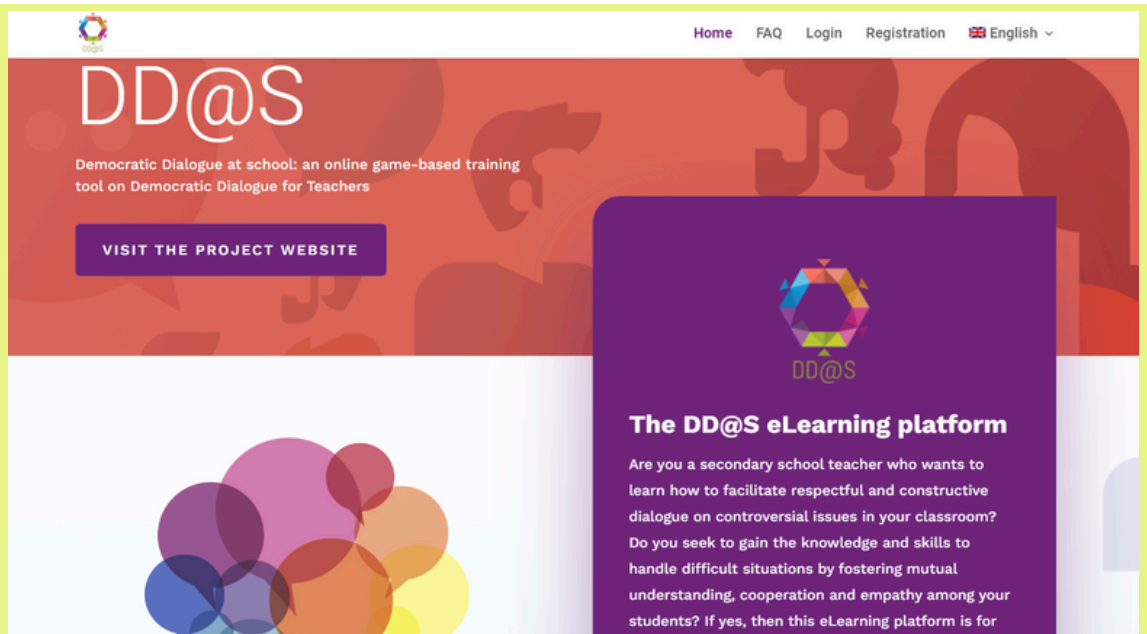 DD@S
Home FAQ Login Registration English
DD@S
Democratic Dialogue at school: an online game-based training
tool on Democratic Dialogue for Teachers
VISIT THE PROJECT WEBSITE
DD@S
The DD@S eLearning platform
Are you a secondary school teacher who wants to
learn how to facilitate respectful and constructive
dialogue on controversial issues in your classroom?
Do you seek to gain the knowledge and skills to
handle difficult situations by fostering mutual
understanding, cooperation and empathy among your
students? If yes, then this eLearning platform is for